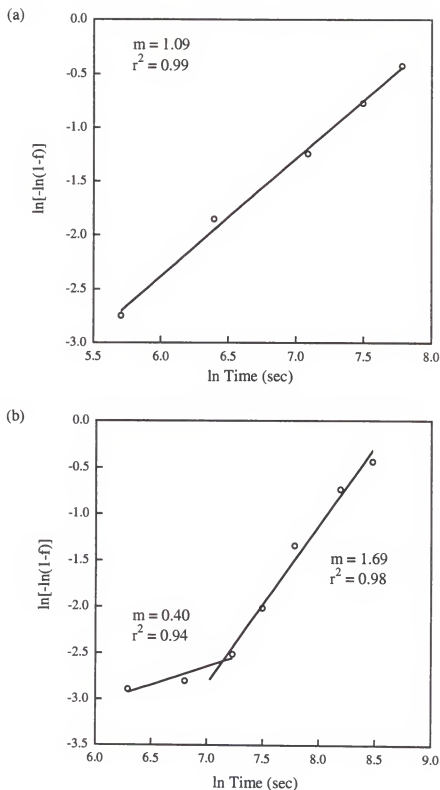 (a)
0.0
m = 1.09
r² = 0.99
-0.5
-1.0
ln[-ln(1-f)]
-1.5
-2.0
-2.5
-3.0
5.5 6.0 6.5 7.0 7.5 8.0
ln Time (sec)
(b)
0.0
-0.5
-1.0
ln[-ln(1-f)]
-1.5
m = 1.69
r² = 0.98
-2.0
m = 0.40
r² = 0.94
-2.5
-3.0
-3.5
6.0 6.5 7.0 7.5 8.0 8.5 9.0
ln Time (sec)